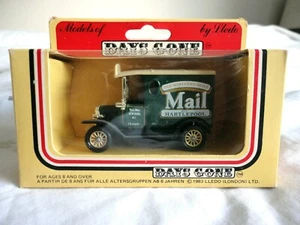 Models of
by Lledo
DAYS GONE
Mail
HARTLEPOOL
DAYS GONE
FOR AGES 8 AND OVER
A PARTIR DE 8 ANS FUR ALLE ALTERSGRUPPEN AB 8 JAHREN © 1983 LLEDO (LONDON) LTD.